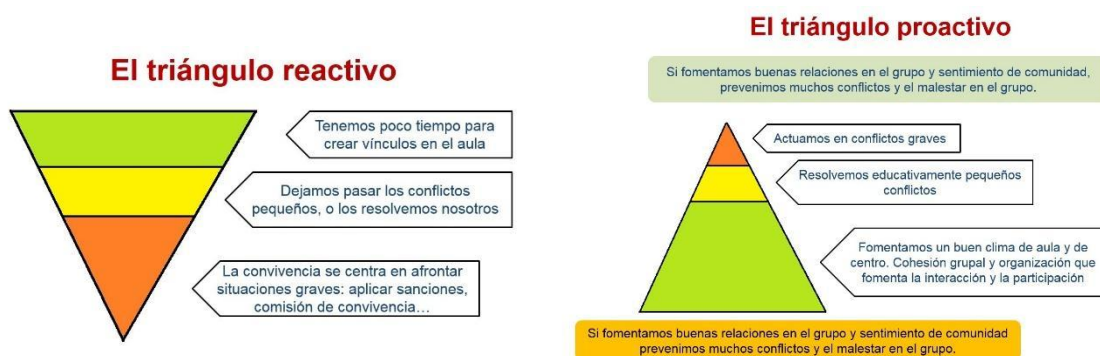 El triángulo reactivo
Tenemos poco tiempo para
crear vínculos en el aula
Dejamos pasar los conflictos
pequeños, o los resolvemos nosotros
La convivencia se centra en afrontar
situaciones graves: aplicar sanciones,
comisión de convivencia…
El triángulo proactivo
Si fomentamos buenas relaciones en el grupo y sentimiento de comunidad,
prevenimos muchos conflictos y el malestar en el grupo.
Actuamos en conflictos graves
Resolvemos educativamente pequeños
conflictos
Fomentamos un buen clima de aula y de
centro. Cohesión grupal y organización que
fomenta la interacción y la participación
Si fomentamos buenas relaciones en el grupo y sentimiento de comunidad
prevenimos muchos conflictos y el malestar en el grupo.